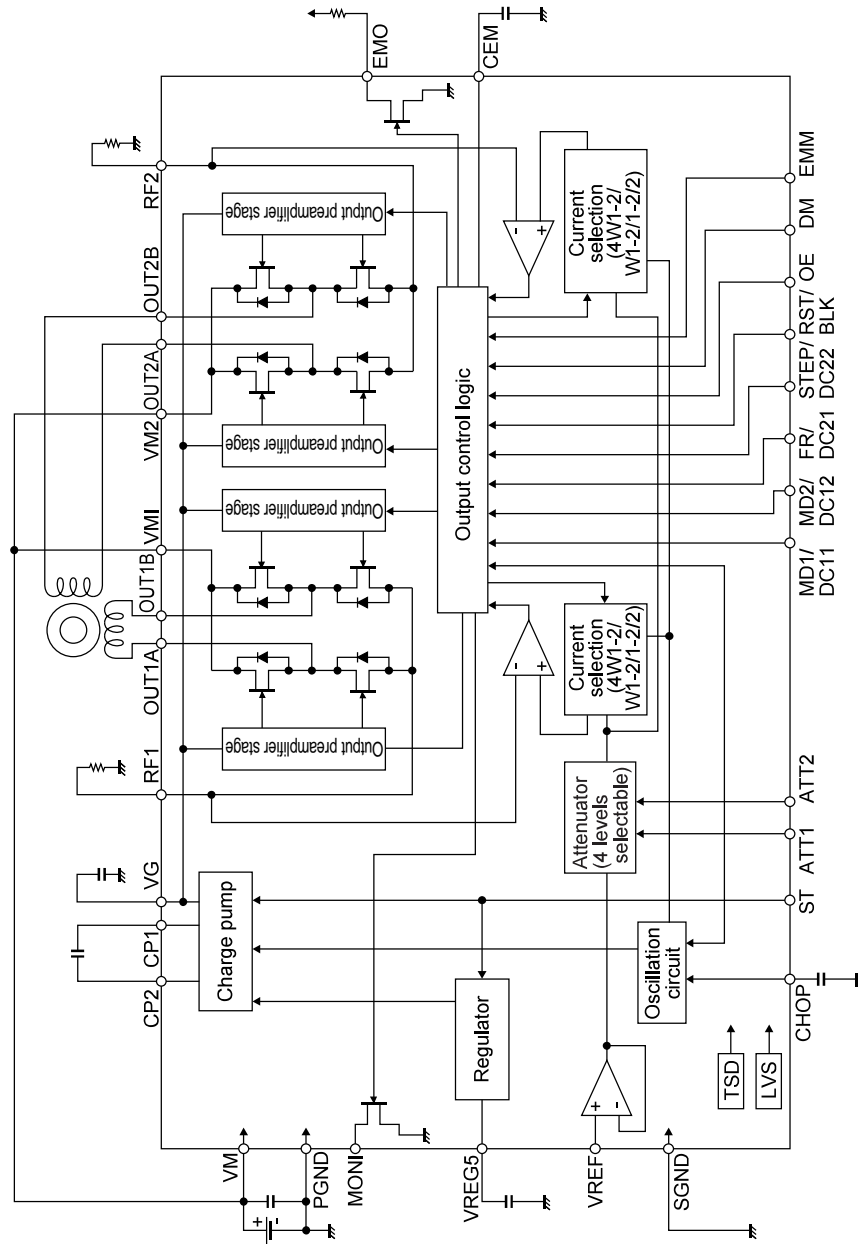 EMO
CEM
RF2
OUT2B
OUT2A
VM2
VMI
OUT1B
OUT1A
RF1
VG
CP1
CP2
Output preamplifier stage
Output preamplifier stage
Output preamplifier stage
Output preamplifier stage
Output control logic
Charge pump
Regulator
Oscillation
circuit
Attenuator
(4 levels
selectable)
Current
selection
(4W1-2/
W1-2/1-2/2)
Current
selection
(4W1-2/
W1-2/1-2/2)
+
-
-
+
-
+
+
-
TSD
LVS
VM
PGND
MONI
VREG5
VREF
SGND
CHOP
ST
ATT1
ATT2
MD1/
DC11
MD2/
DC12
FR/
DC21
STEP/
DC22
RST/
BLK
OE
DM
EMM